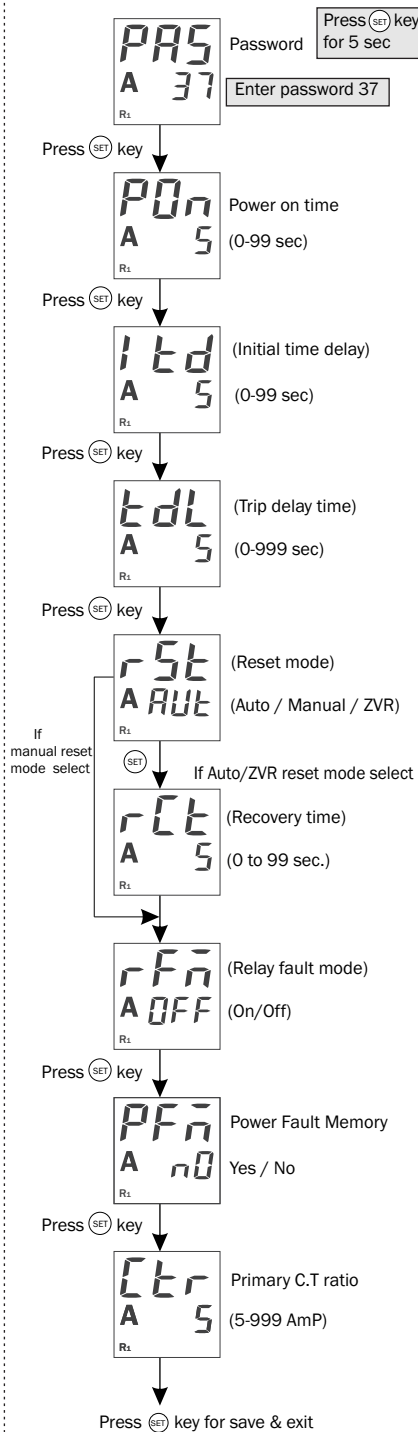 Press SET key
for 5 sec
PAS
Password
A 37
Enter password 37
R1
Press SET key
POn
Power on time
A 5
(0-99 sec)
R1
Press SET key
Itd
(Initial time delay)
A 5
(0-99 sec)
R1
Press SET key
tdL
(Trip delay time)
A 5
(0-999 sec)
R1
Press SET key
rSt
(Reset mode)
A AUt
(Auto / Manual / ZVR)
R1
If
manual reset
mode select
SET
If Auto/ZVR reset mode select
rCt
(Recovery time)
A 5
(0 to 99 sec.)
R1
rFm
(Relay fault mode)
A OFF
(On/Off)
R1
Press SET key
PFm
Power Fault Memory
A nO
Yes / No
R1
Press SET key
Ctr
Primary C.T ratio
A 5
(5-999 AmP)
R1
Press SET key for save & exit